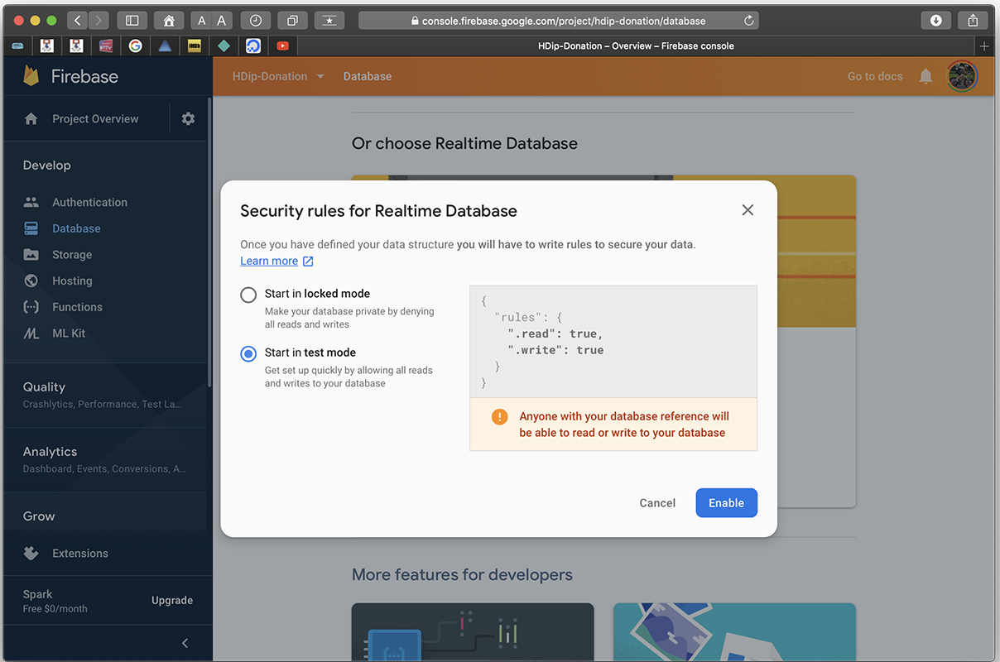 A A
console.firebase.google.com/project/hdip-donation/database
IMDb
HDip-Donation – Overview – Firebase console
Firebase
HDip-Donation
Database
Go to docs
Project Overview
Develop
Authentication
Database
Storage
Hosting
Functions
ML Kit
Quality
Crashlytics, Performance, Test La…
Analytics
Dashboard, Events, Conversions, A…
Grow
Extensions
Spark
Free $0/month
Upgrade
Or choose Realtime Database
Security rules for Realtime Database
Once you have defined your data structure you will have to write rules to secure your data.
Learn more
Start in locked mode
Make your database private by denying
all reads and writes
Start in test mode
Get set up quickly by allowing all reads
and writes to your database
{
"rules": {
".read": true,
".write": true
}
}
Anyone with your database reference will
be able to read or write to your database
Cancel
Enable
More features for developers